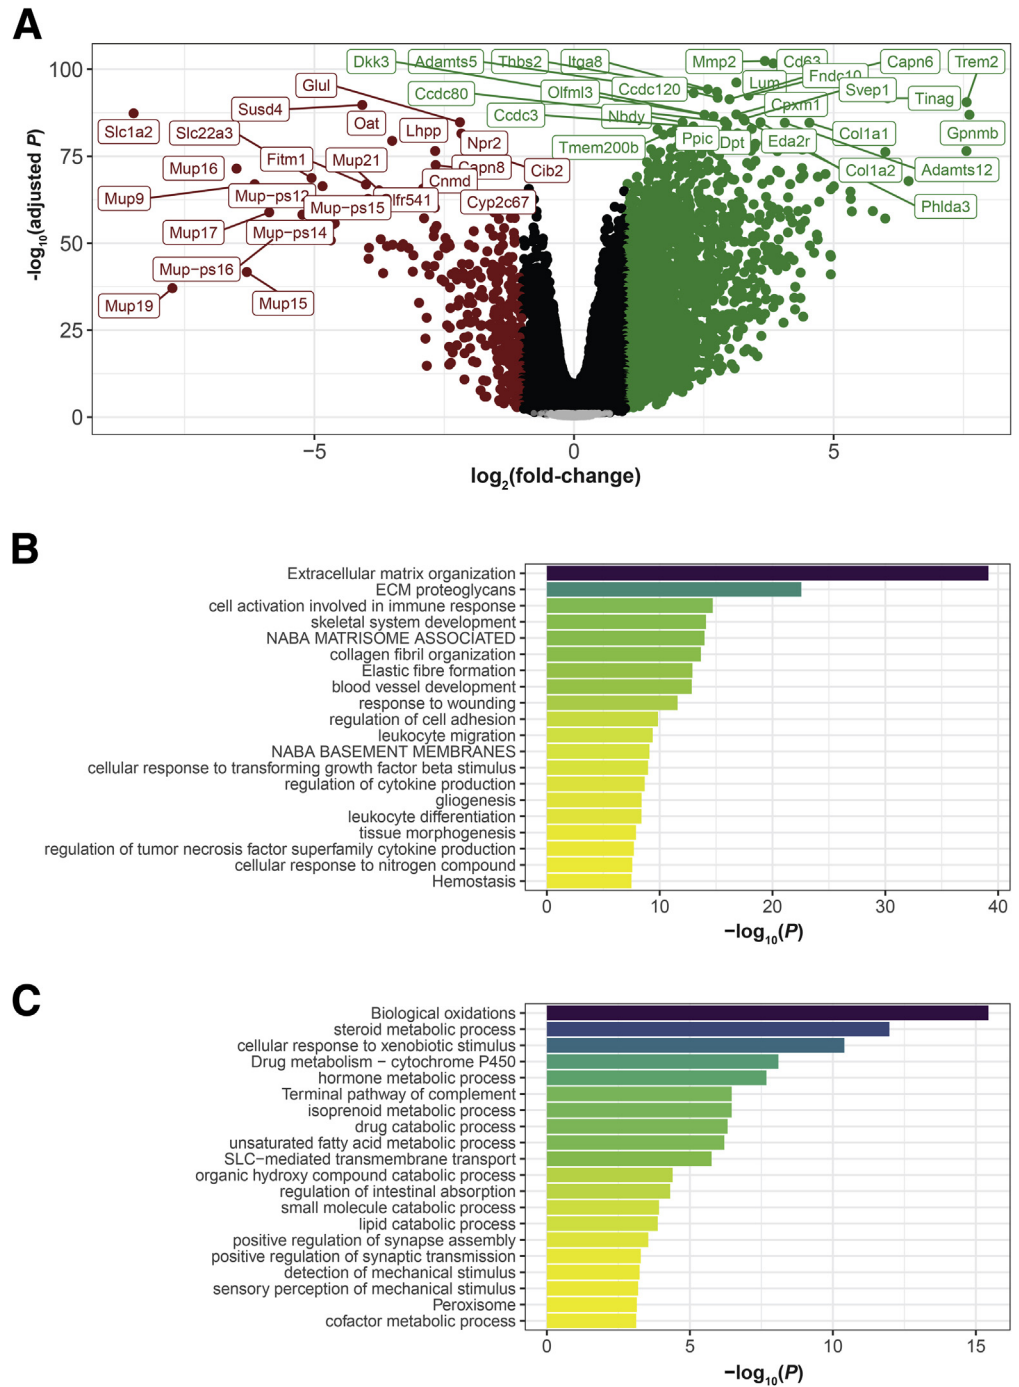 A
Dkk3
Adamts5
Thbs2
Itga8
Mmp2
Cd63
Capn6
Trem2
Glul
Lum
Fndc10
Ccdc80
Olfml3
Ccdc120
Svep1
Tinag
Susd4
Cpxm1
Oat
Ccdc3
Nbdy
Slc1a2
Slc22a3
Lhpp
Npr2
Ppic
Dpt
Eda2r
Col1a1
Gpnmb
Tmem200b
Mup16
Fitm1
Mup21
Capn8
Cib2
Col1a2
Adamts12
Cnmd
Mup9
Mup-ps12
lfr541
Cyp2c67
Phlda3
Mup-ps15
Mup17
Mup-ps14
Mup-ps16
Mup19
Mup15
100
75
50
25
0
-log10(adjusted P)
−5
0
5
log2(fold-change)
B
Extracellular matrix organization
ECM proteoglycans
cell activation involved in immune response
skeletal system development
NABA MATRISOME ASSOCIATED
collagen fibril organization
Elastic fibre formation
blood vessel development
response to wounding
regulation of cell adhesion
leukocyte migration
NABA BASEMENT MEMBRANES
cellular response to transforming growth factor beta stimulus
regulation of cytokine production
gliogenesis
leukocyte differentiation
tissue morphogenesis
regulation of tumor necrosis factor superfamily cytokine production
cellular response to nitrogen compound
Hemostasis
0
10
20
30
40
−log10(P)
C
Biological oxidations
steroid metabolic process
cellular response to xenobiotic stimulus
Drug metabolism − cytochrome P450
hormone metabolic process
Terminal pathway of complement
isoprenoid metabolic process
drug catabolic process
unsaturated fatty acid metabolic process
SLC−mediated transmembrane transport
organic hydroxy compound catabolic process
regulation of intestinal absorption
small molecule catabolic process
lipid catabolic process
positive regulation of synapse assembly
positive regulation of synaptic transmission
detection of mechanical stimulus
sensory perception of mechanical stimulus
Peroxisome
cofactor metabolic process
0
5
10
15
−log10(P)